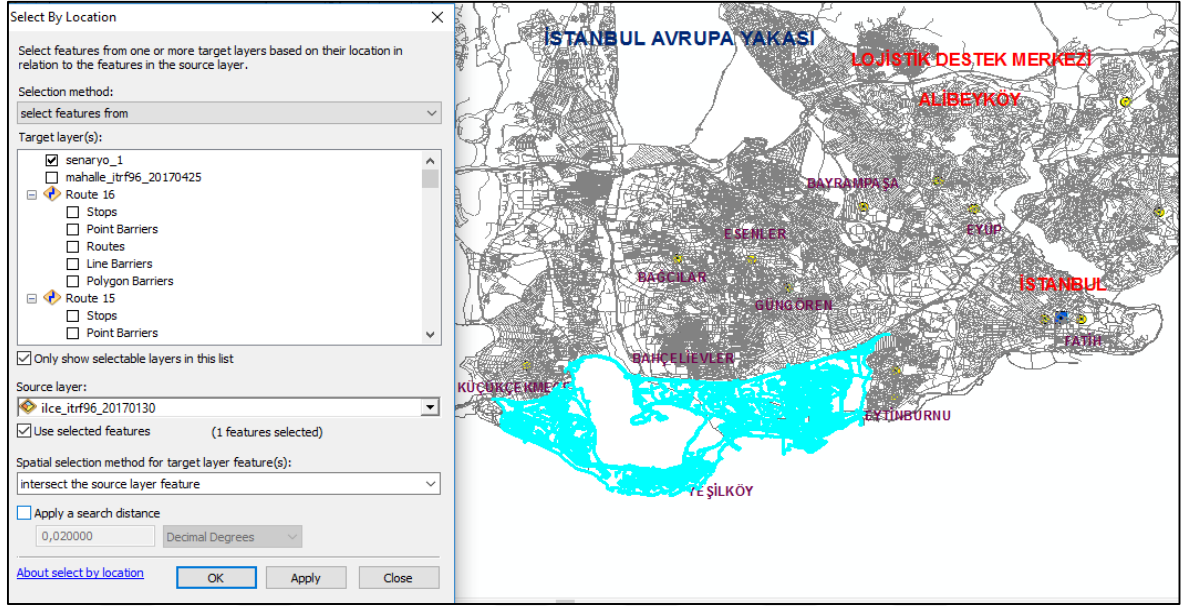 Select By Location
Select features from one or more target layers based on their location in
relation to the features in the source layer.
Selection method:
select features from
Target layer(s):
senaryo_1
mahalle_itrf96_20170425
Route 16
Stops
Point Barriers
Routes
Line Barriers
Polygon Barriers
Route 15
Stops
Point Barriers
Only show selectable layers in this list
Source layer:
ilce_itrf96_20170130
Use selected features (1 features selected)
Spatial selection method for target layer feature(s):
intersect the source layer feature
Apply a search distance
0,020000 Decimal Degrees
About select by location OK Apply Close
İSTANBUL AVRUPA YAKASI
LOJİSTİK DESTEK MERKEZİ
ALİBEYKÖY
BAYRAMPAŞA
EYÜP
ESENLER
BAĞCILAR
İSTANBUL
GÜNGÖREN
FATİH
BAHÇELİEVLER
KÜÇÜKÇEKMECE
EYTİNBURNU
YEŞİLKÖY